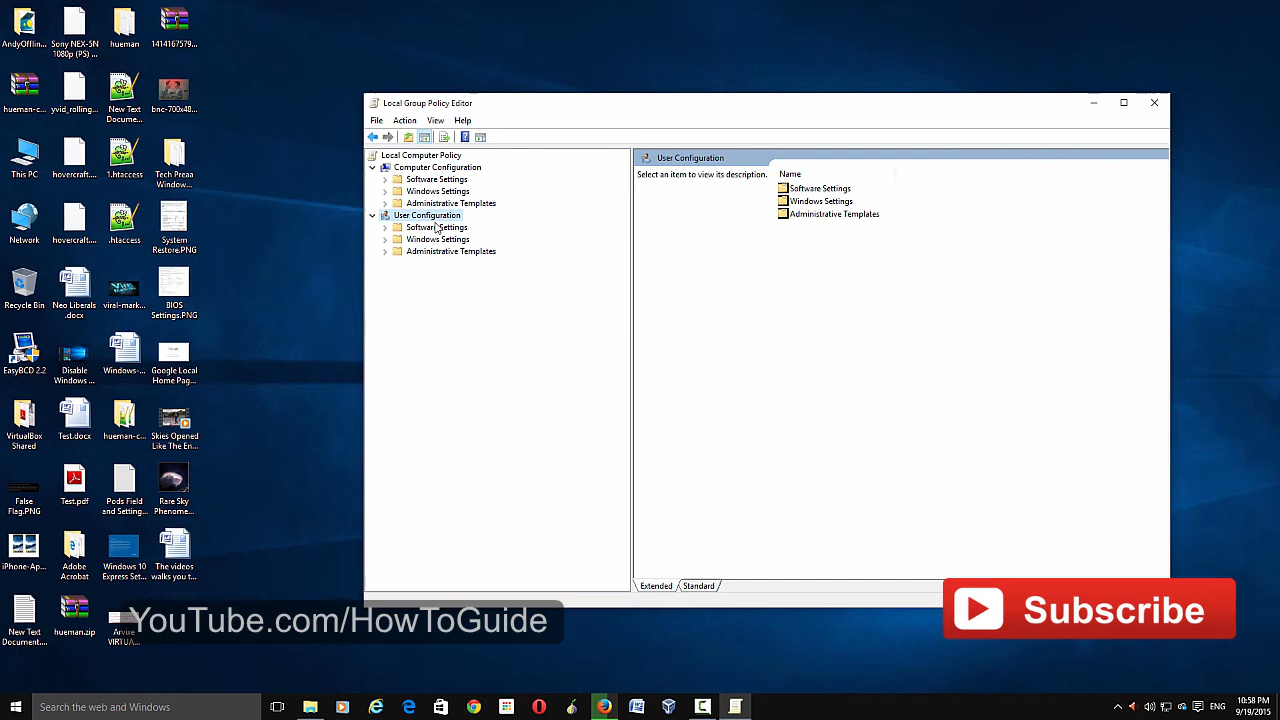 AndyOfflin...
Sony NEX-5N
1080p (PS) ...
hueman
1414167579...
hueman-c...
yvid_rolling...
New Text
Docume...
bnc-700x48...
This PC
hovercraft...
1.htaccess
Tech Preaa
Window...
Network
hovercraft...
.htaccess
System
Restore.PNG
Recycle Bin
Neo Liberals
.docx
viral-mark...
BIOS
Settings.PNG
EasyBCD 2.2
Disable
Windows ...
Windows-...
Google Local
Home Pag...
VirtualBox
Shared
Test.docx
hueman-c...
Skies Opened
Like The En...
False
Flag.PNG
Test.pdf
Pods Field
and Setting...
Rare Sky
Phenome...
iPhone-Ap...
Adobe
Acrobat
Windows 10
Express Set...
The videos
walks you t...
New Text
Document....
hueman.zip
Arvixe
VIRTUA...
Local Group Policy Editor
File Action View Help
Local Computer Policy
Computer Configuration
Software Settings
Windows Settings
Administrative Templates
User Configuration
Software Settings
Windows Settings
Administrative Templates
User Configuration
Select an item to view its description.
Name
Software Settings
Windows Settings
Administrative Templates
Extended Standard
YouTube.com/HowToGuide
Subscribe
Search the web and Windows
ENG
10:58 PM
9/19/2015